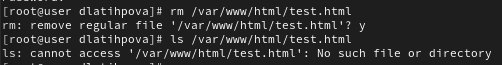 [root@user dlatihpova]# rm /var/www/html/test.html
rm: remove regular file '/var/www/html/test.html'? y
[root@user dlatihpova]# ls /var/www/html/test.html
ls: cannot access '/var/www/html/test.html': No such file or directory